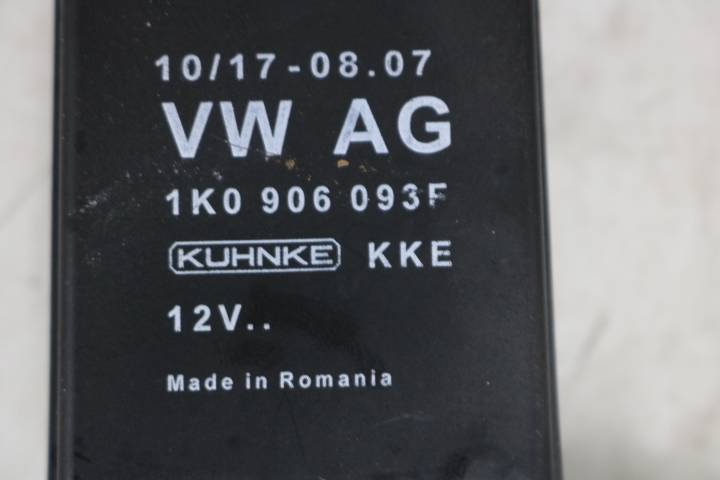 10/17-08.07
VW AG
1K0 906 093F
KUHNKE KKE
12V..
Made in Romania